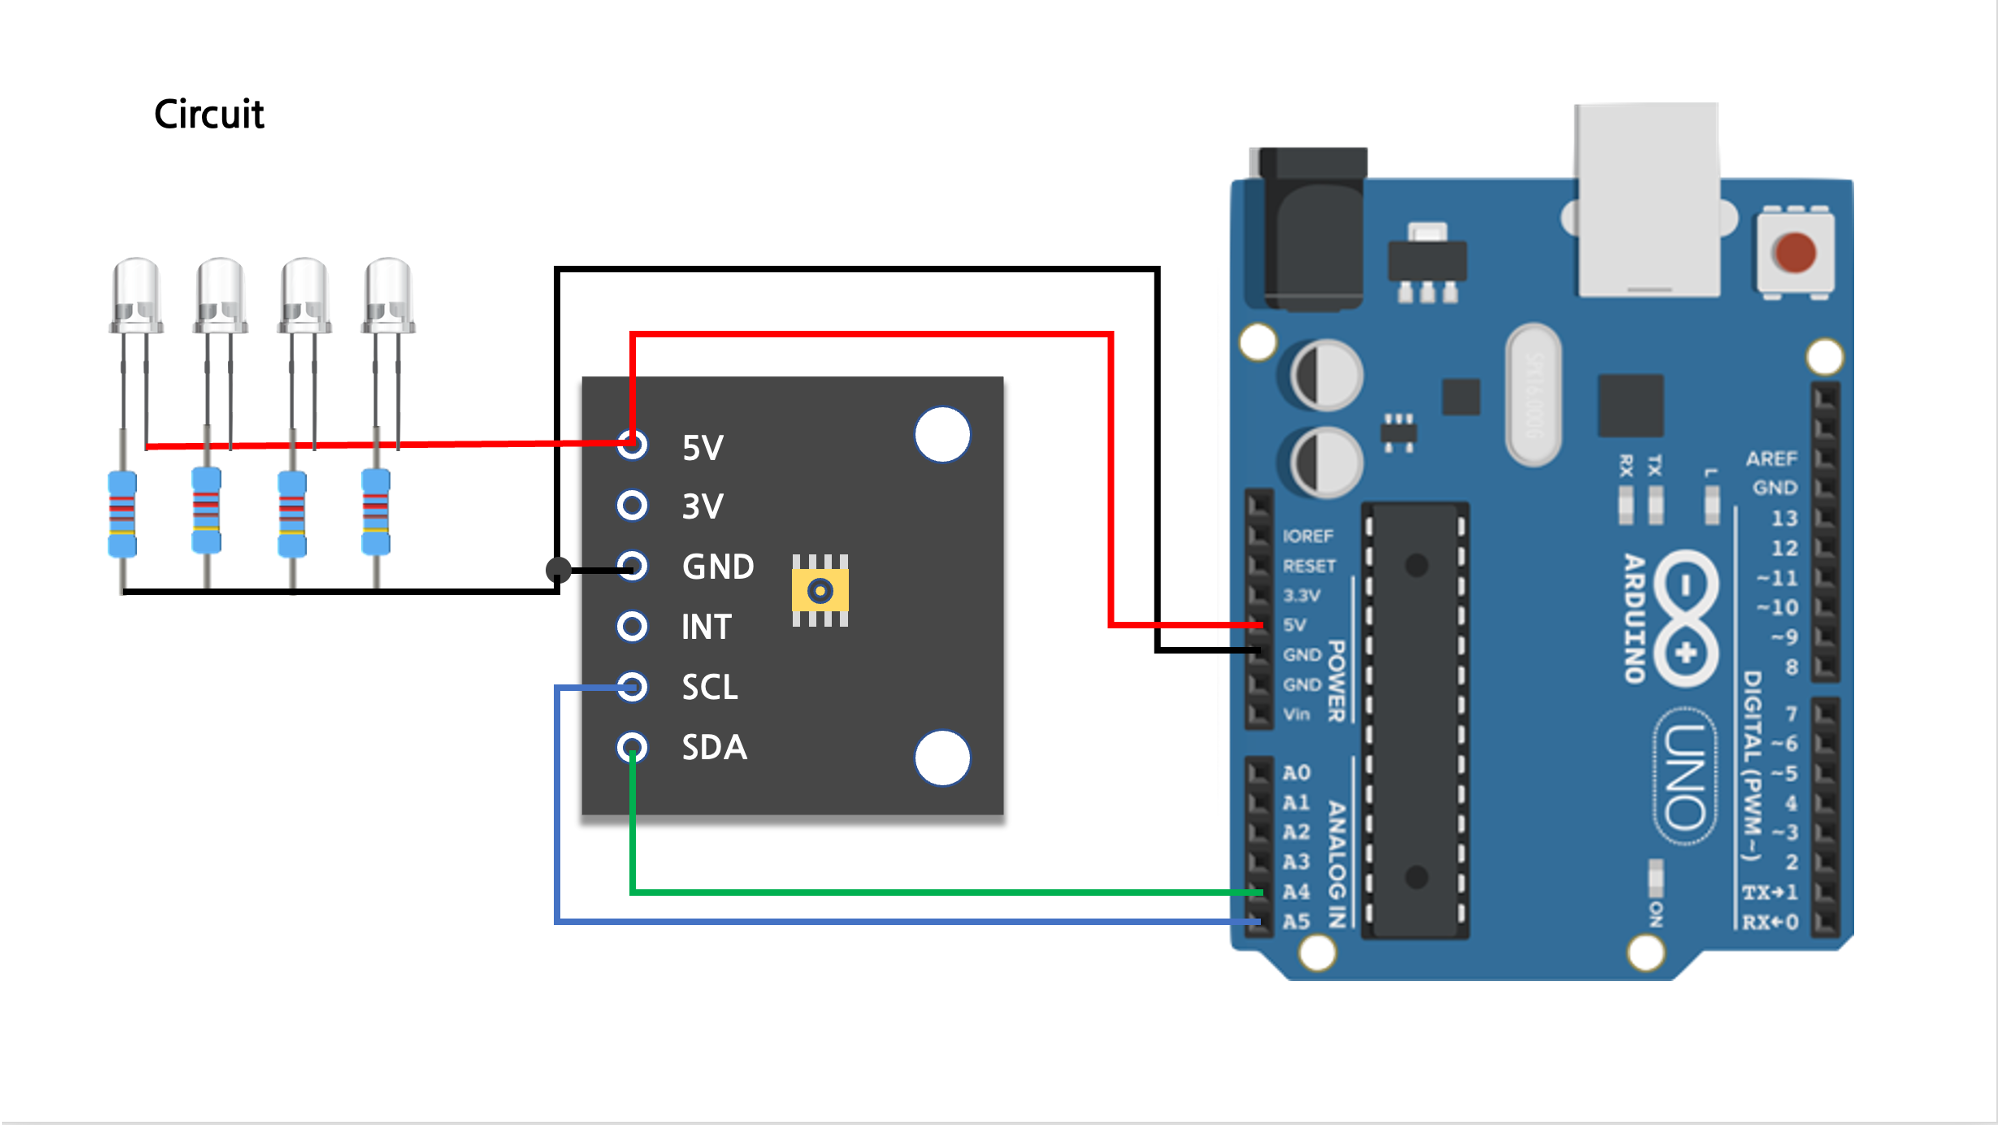 Circuit
5V
3V
GND
INT
SCL
SDA
IOREF
RESET
3.3V
5V
GND
GND
Vin
POWER
A0
A1
A2
A3
A4
A5
ANALOG IN
RX
TX
L
ARDUINO
UNO
ON
AREF
GND
13
12
~11
~10
~9
8
7
~6
~5
4
~3
2
TX→1
RX←0
DIGITAL (PWM ~)